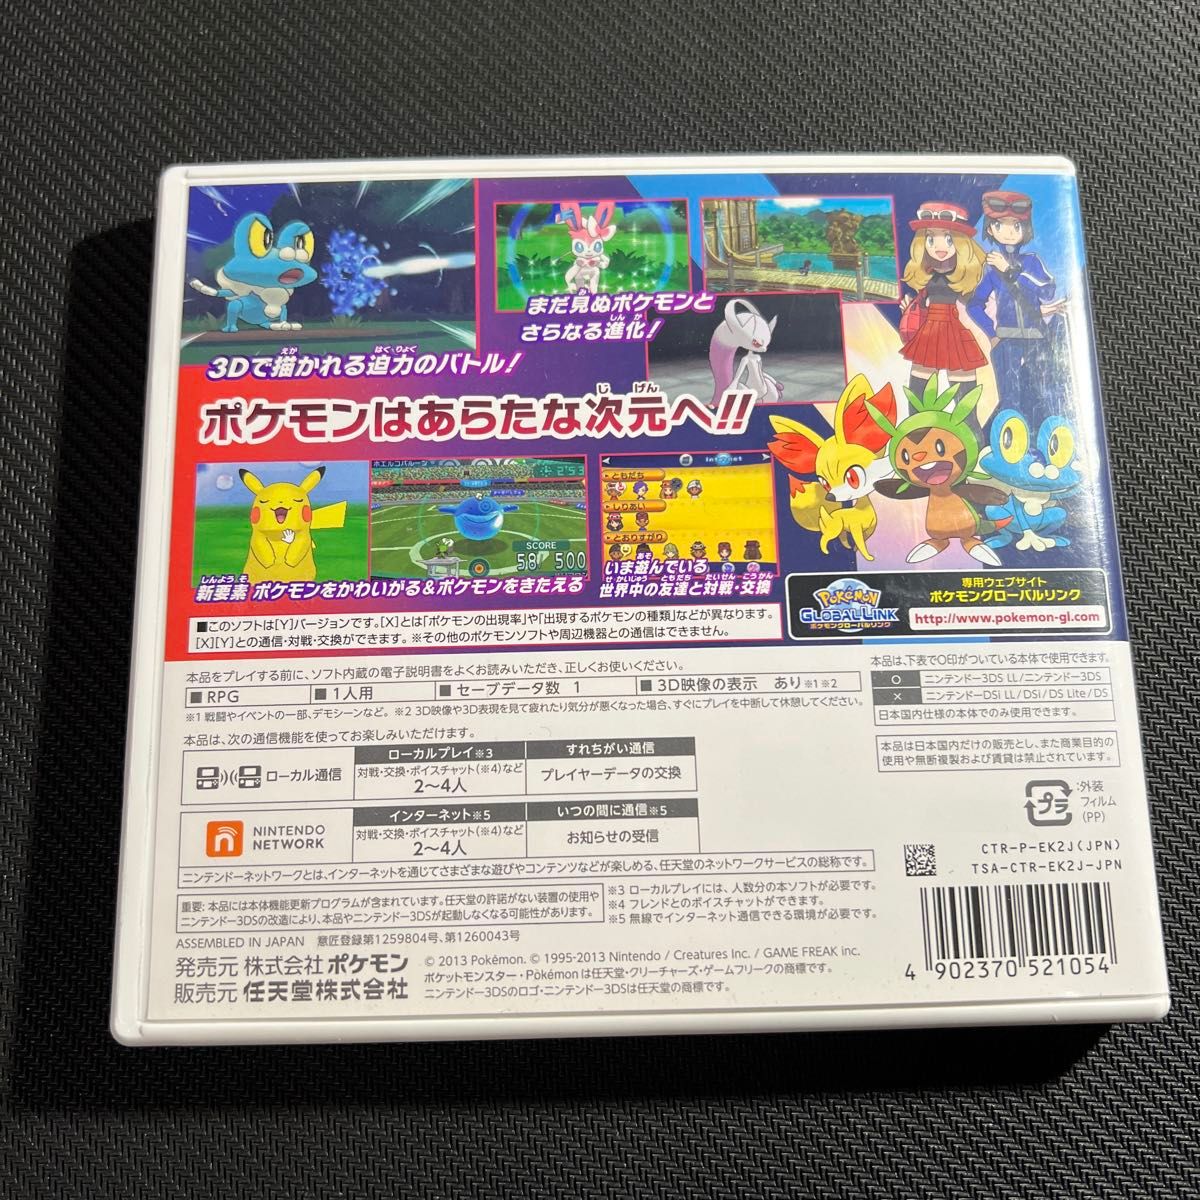 まだ見ぬポケモンと
さらなる進化!
3Dで描かれる迫力のバトル!
ポケモンはあらたな次元へ!!
ホエルコバルーン
2'53
SCORE
58/500
Internet
ともだち
しりあい
とおりすがり
新要素 ポケモンをかわいがる&ポケモンをきたえる
いま遊んでいる
世界中の友達と対戦・交換
■このソフトは[Y]バージョンです。[X]とは「ポケモンの出現率」や「出現するポケモンの種類」などが異なります。
[X][Y]との通信・対戦・交換ができます。※その他のポケモンソフトや周辺機器との通信はできません。
POKéMON
GLOBAL LINK
ポケモングローバルリンク
専用ウェブサイト
ポケモングローバルリンク
http://www.pokemon-gl.com
本品をプレイする前に、ソフト内蔵の電子説明書をよくお読みいただき、正しくお使いください。
■RPG ■1人用 ■セーブデータ数 1 ■3D映像の表示 あり※1※2
※1 戦闘やイベントの一部、デモシーンなど。 ※2 3D映像や3D表現を見て疲れたり気分が悪くなった場合、すぐにプレイを中断して休憩してください。
本品は、下表で○印がついている本体で使用できます。
○ ニンテンドー3DS LL/ニンテンドー3DS
× ニンテンドーDSi LL/DSi/DS Lite/DS
日本国内仕様の本体でのみ使用できます。
本品は日本国内だけの販売とし、また商業目的の
使用や無断複製および賃貸は禁止されています。
本品は、次の通信機能を使ってお楽しみいただけます。
ローカル通信
ローカルプレイ※3
対戦・交換・ボイスチャット(※4)など
2〜4人
すれちがい通信
プレイヤーデータの交換
NINTENDO
NETWORK
インターネット※5
対戦・交換・ボイスチャット(※4)など
2〜4人
いつの間に通信※5
お知らせの受信
ニンテンドーネットワークとは、インターネットを通じてさまざまな遊びやコンテンツなどが楽しめる、任天堂のネットワークサービスの総称です。
重要: 本品には本体機能更新プログラムが含まれています。任天堂の許諾がない装置の使用や
ニンテンドー3DSの改造により、本品やニンテンドー3DSが起動しなくなる可能性があります。
※3 ローカルプレイには、人数分の本ソフトが必要です。
※4 フレンドとのボイスチャットができます。
※5 無線でインターネット通信できる環境が必要です。
プラ
:外装
フィルム
(PP)
CTR-P-EK2J(JPN)
TSA-CTR-EK2J-JPN
4 902370 521054
ASSEMBLED IN JAPAN 意匠登録第1259804号、第1260043号
発売元 株式会社 ポケモン
販売元 任天堂株式会社
© 2013 Pokémon. © 1995-2013 Nintendo / Creatures Inc. / GAME FREAK inc.
ポケットモンスター・Pokémonは任天堂・クリーチャーズ・ゲームフリークの商標です。
ニンテンドー3DSのロゴ・ニンテンドー3DSは任天堂の商標です。